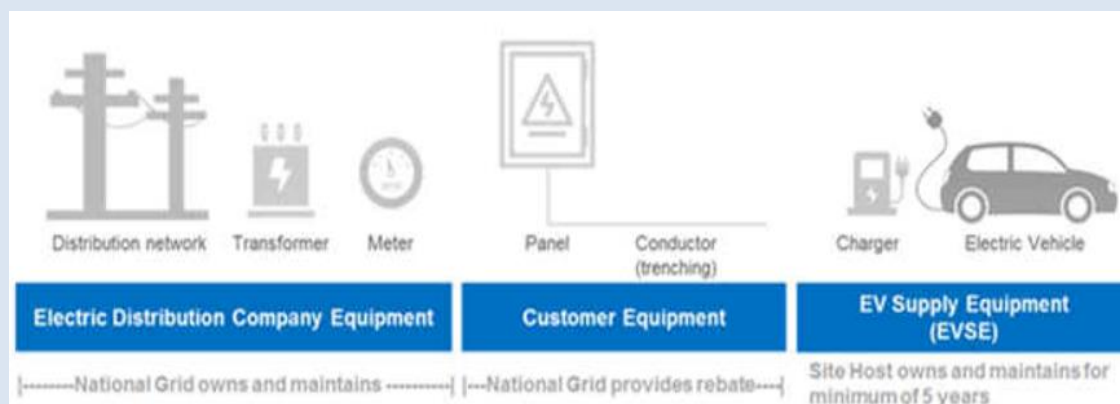 Distribution network Transformer Meter Panel Conductor
(trenching) Charger Electric Vehicle
Electric Distribution Company Equipment
Customer Equipment
EV Supply Equipment
(EVSE)
|--------National Grid owns and maintains ----------|
|---National Grid provides rebate----|
Site Host owns and maintains for
minimum of 5 years